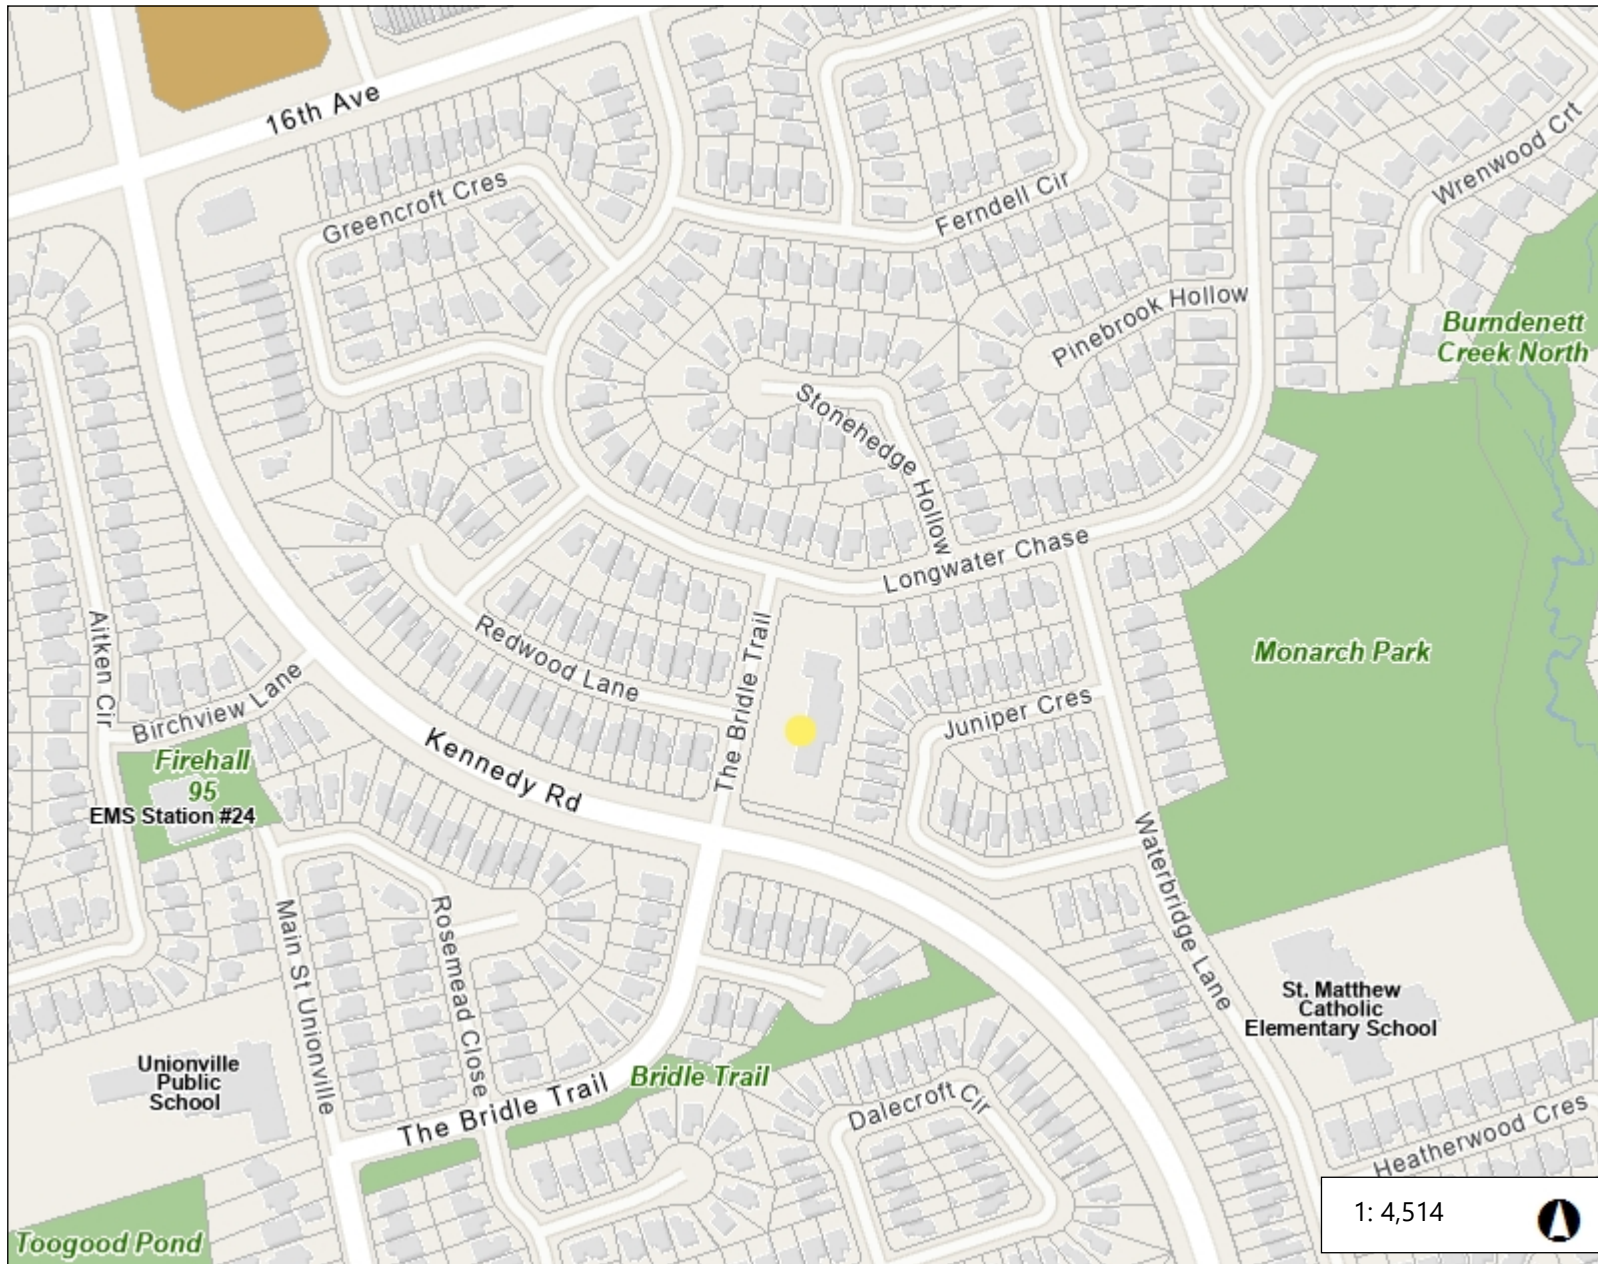 16th Ave
Greencroft Cres
Ferndell Cir
Wrenwood Crt
Pinebrook Hollow
Burndenett
Creek North
Stonehedge Hollow
Longwater Chase
Aitken Cir
Redwood Lane
The Bridle Trail
Monarch Park
Birchview Lane
Juniper Cres
Kennedy Rd
Firehall
95
EMS Station #24
Waterbridge Lane
Main St Unionville
Rosemead Close
St. Matthew
Catholic
Elementary School
Unionville
Public
School
Bridle Trail
The Bridle Trail
Dalecroft Cir
Heatherwood Cres
Toogood Pond
1: 4,514